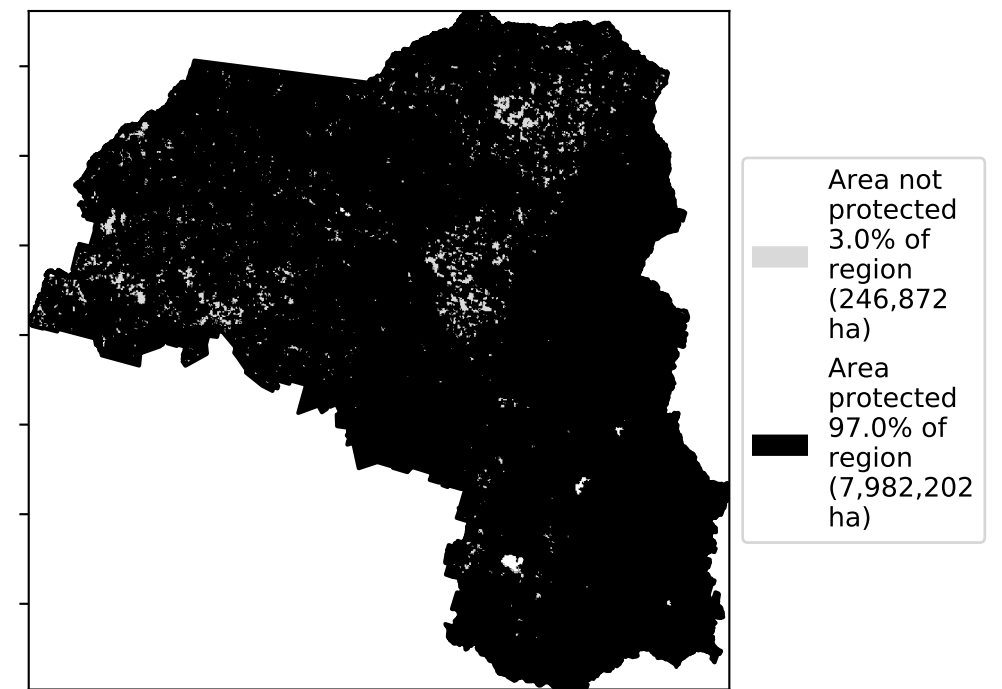 Area not
protected
3.0% of
region
(246,872
ha)
Area
protected
97.0% of
region
(7,982,202
ha)